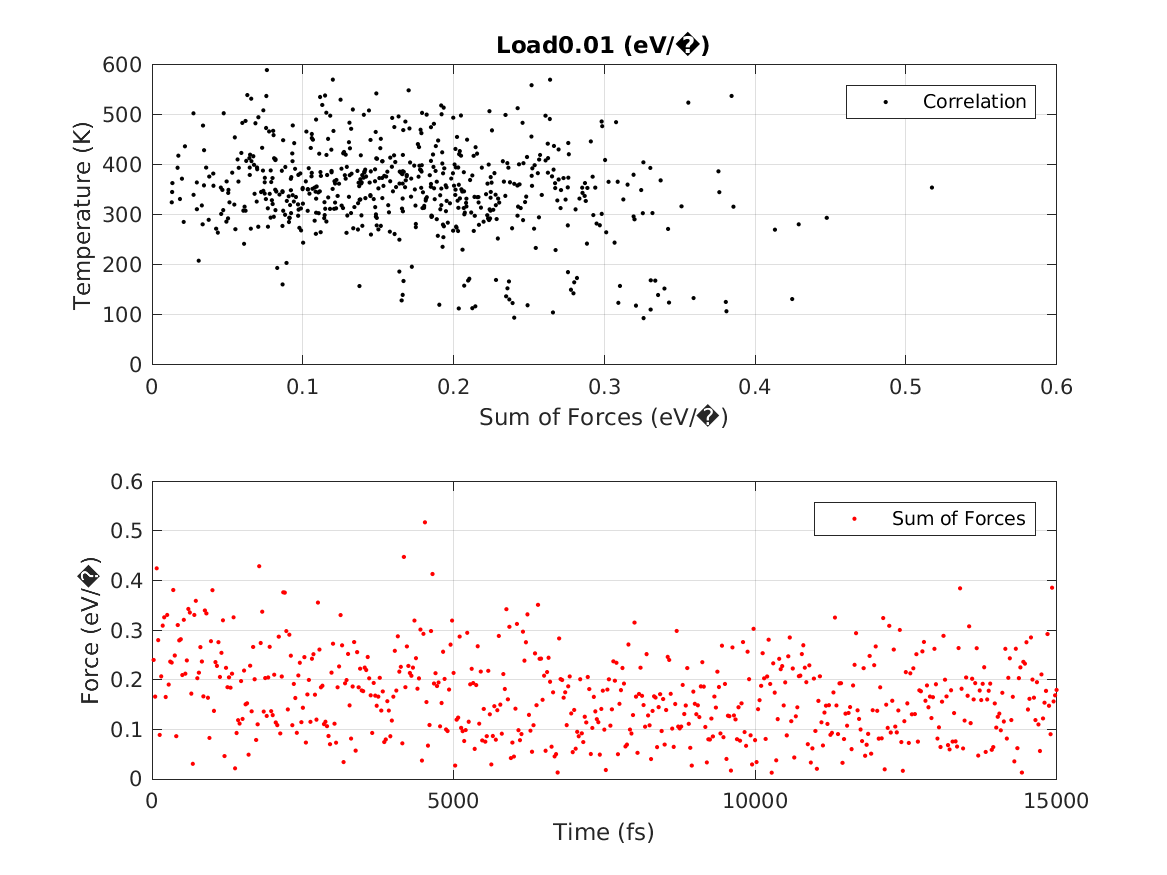 Load0.01 (eV/�)
600
500
400
300
200
100
0
Temperature (K)
Correlation
0 0.1 0.2 0.3 0.4 0.5 0.6
Sum of Forces (eV/�)
0.6
0.5
0.4
0.3
0.2
0.1
0
Force (eV/�)
Sum of Forces
0 5000 10000 15000
Time (fs)